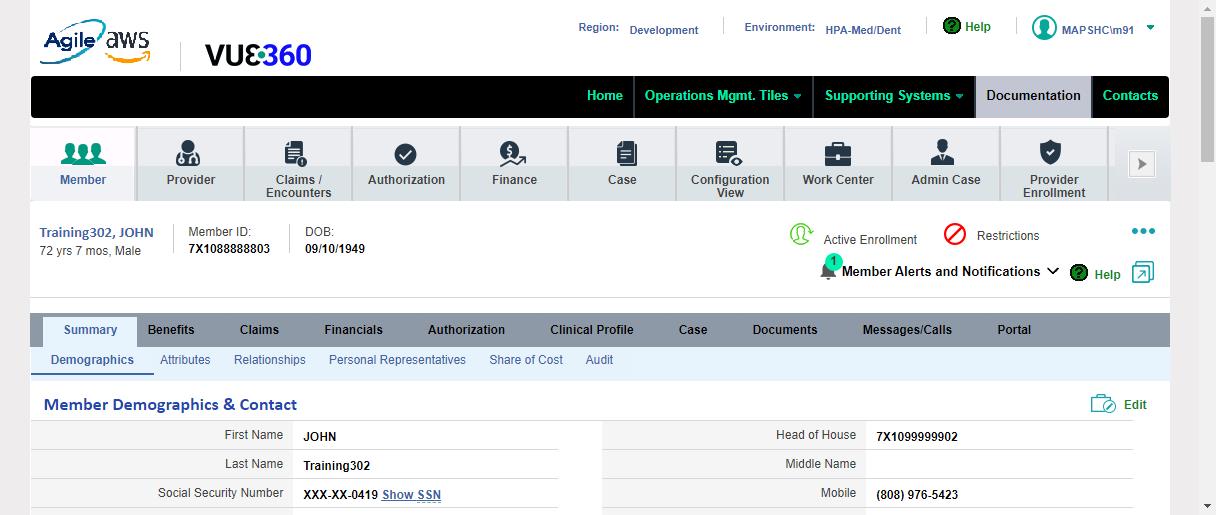 Agile aws
VUE•360
Region: Development
Environment: HPA-Med/Dent
? Help
MAPSHC\m91
Home
Operations Mgmt. Tiles
Supporting Systems
Documentation
Contacts
Member
Provider
Claims /
Encounters
Authorization
Finance
Case
Configuration
View
Work Center
Admin Case
Provider
Enrollment
Training302, JOHN
72 yrs 7 mos, Male
Member ID:
7X1088888803
DOB:
09/10/1949
Active Enrollment
Restrictions
1 Member Alerts and Notifications
? Help
Summary
Benefits
Claims
Financials
Authorization
Clinical Profile
Case
Documents
Messages/Calls
Portal
Demographics
Attributes
Relationships
Personal Representatives
Share of Cost
Audit
Member Demographics & Contact
Edit
First Name JOHN
Head of House 7X1099999902
Last Name Training302
Middle Name
Social Security Number XXX-XX-0419 Show SSN
Mobile (808) 976-5423